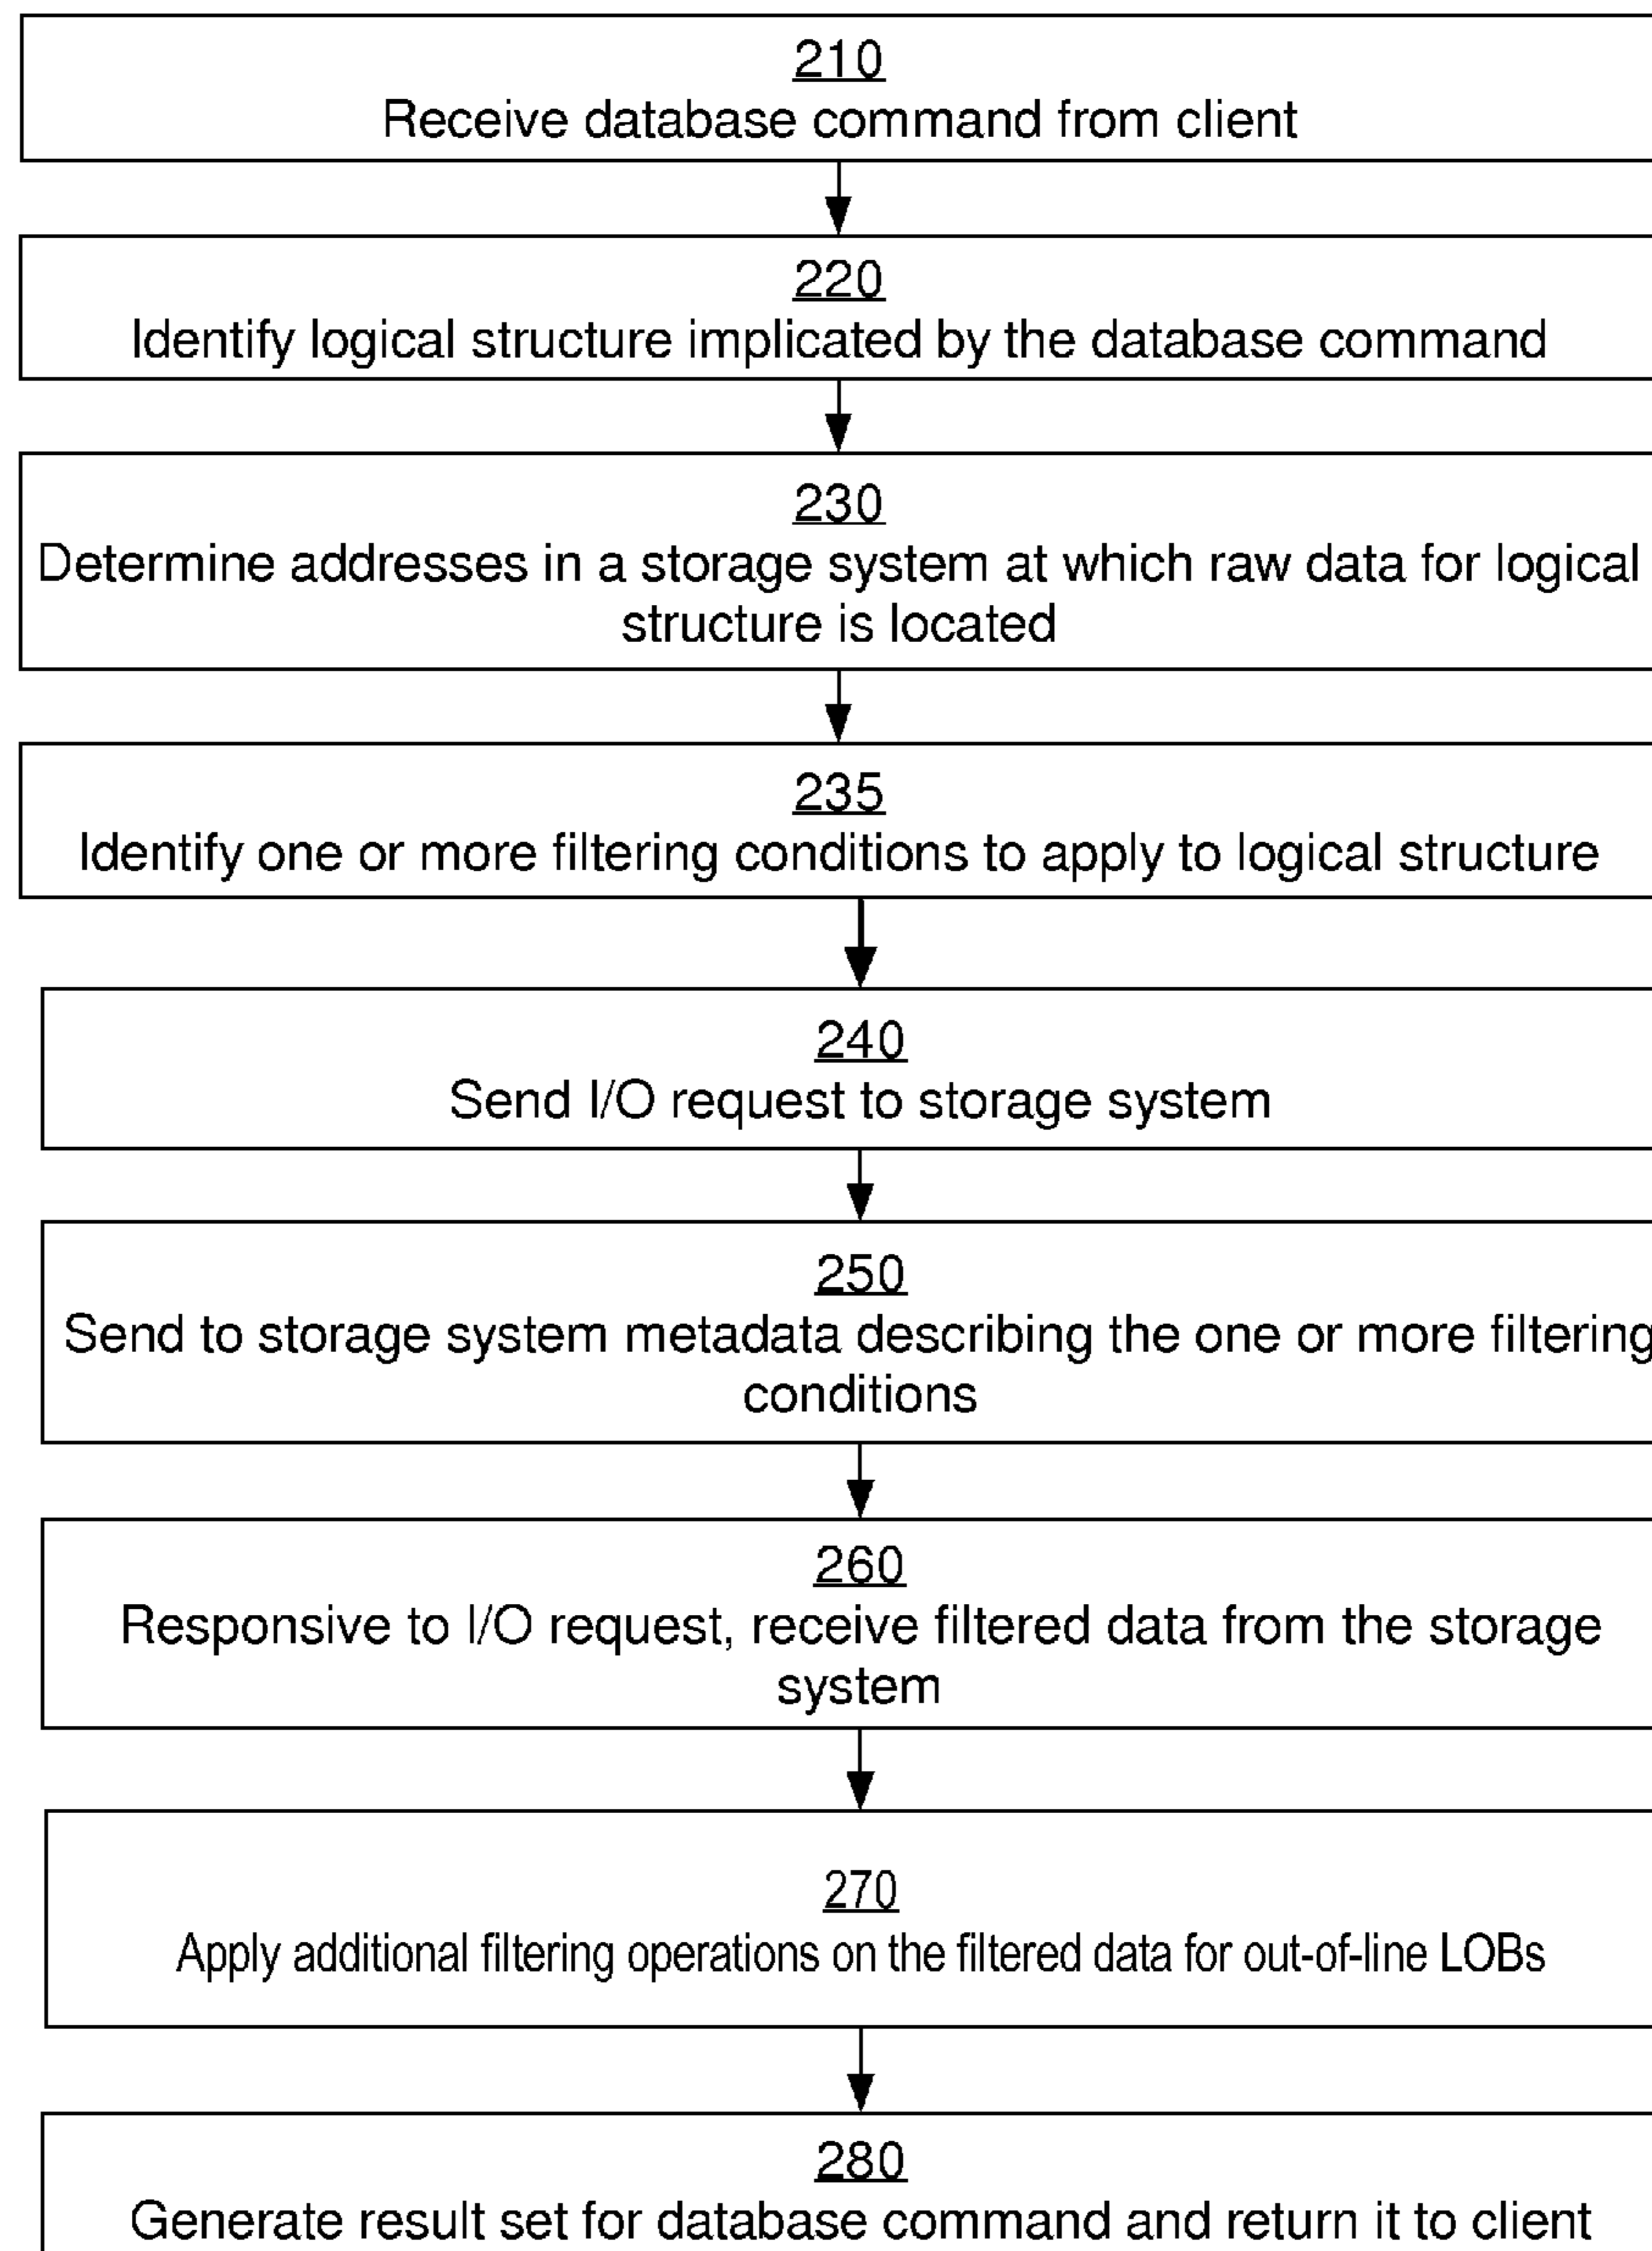 210
Receive database command from client
220
Identify logical structure implicated by the database command
230
Determine addresses in a storage system at which raw data for logical
structure is located
235
Identify one or more filtering conditions to apply to logical structure
240
Send I/O request to storage system
250
Send to storage system metadata describing the one or more filtering
conditions
260
Responsive to I/O request, receive filtered data from the storage
system
270
Apply additional filtering operations on the filtered data for out-of-line LOBs
280
Generate result set for database command and return it to client